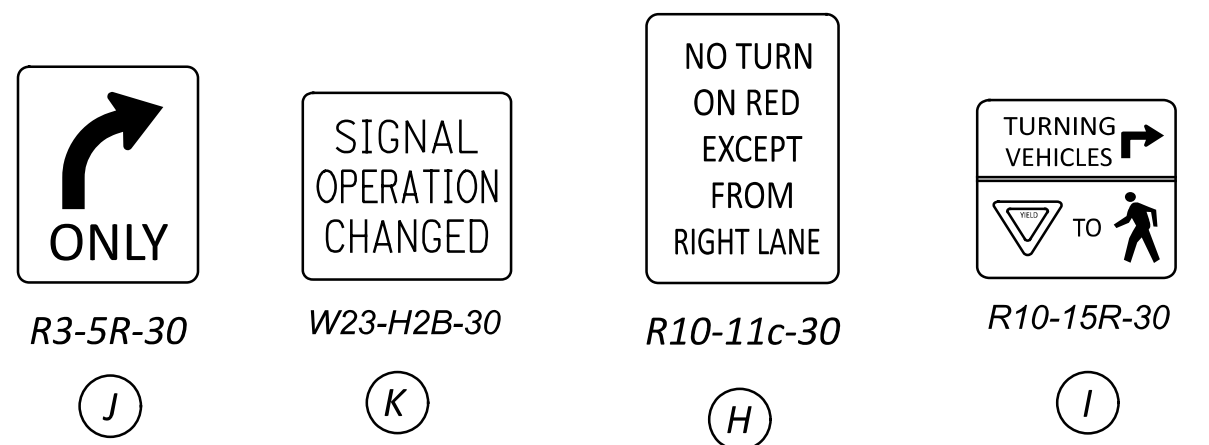 ONLY
R3-5R-30
J
SIGNAL
OPERATION
CHANGED
W23-H2B-30
K
NO TURN
ON RED
EXCEPT
FROM
RIGHT LANE
R10-11c-30
H
TURNING
VEHICLES
YIELD
TO
R10-15R-30
I